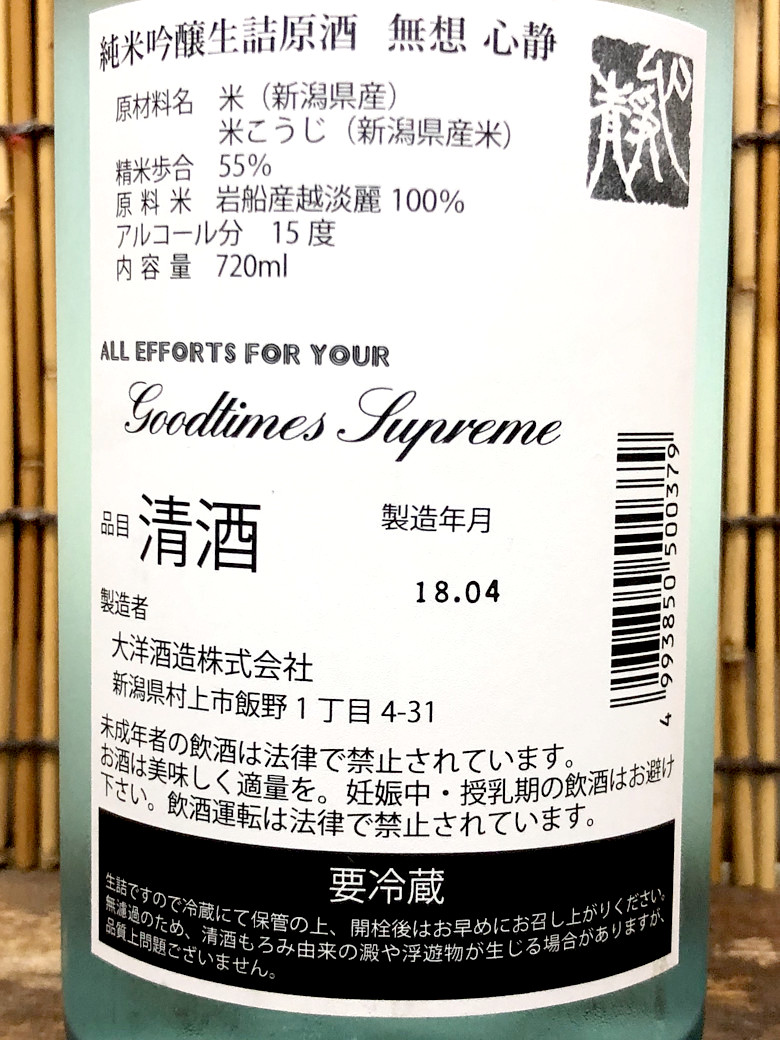 純米吟醸生詰原酒 無想 心静
原材料名 米（新潟県産）
米こうじ（新潟県産米）
精米歩合 55%
原料米 岩船産越淡麗 100%
アルコール分 15度
内容量 720ml
ALL EFFORTS FOR YOUR
Goodtimes Supreme
品目 清酒
製造年月
18.04
製造者
大洋酒造株式会社
新潟県村上市飯野1丁目4-31
4 993850 500379
未成年者の飲酒は法律で禁止されています。
お酒は美味しく適量を。妊娠中・授乳期の飲酒はお避け
下さい。飲酒運転は法律で禁止されています。
要冷蔵
生詰ですので冷蔵にて保管の上、開栓後はお早めにお召し上がりください。
無濾過のため、清酒もろみ由来の澱や浮遊物が生じる場合がありますが、
品質上問題ございません。